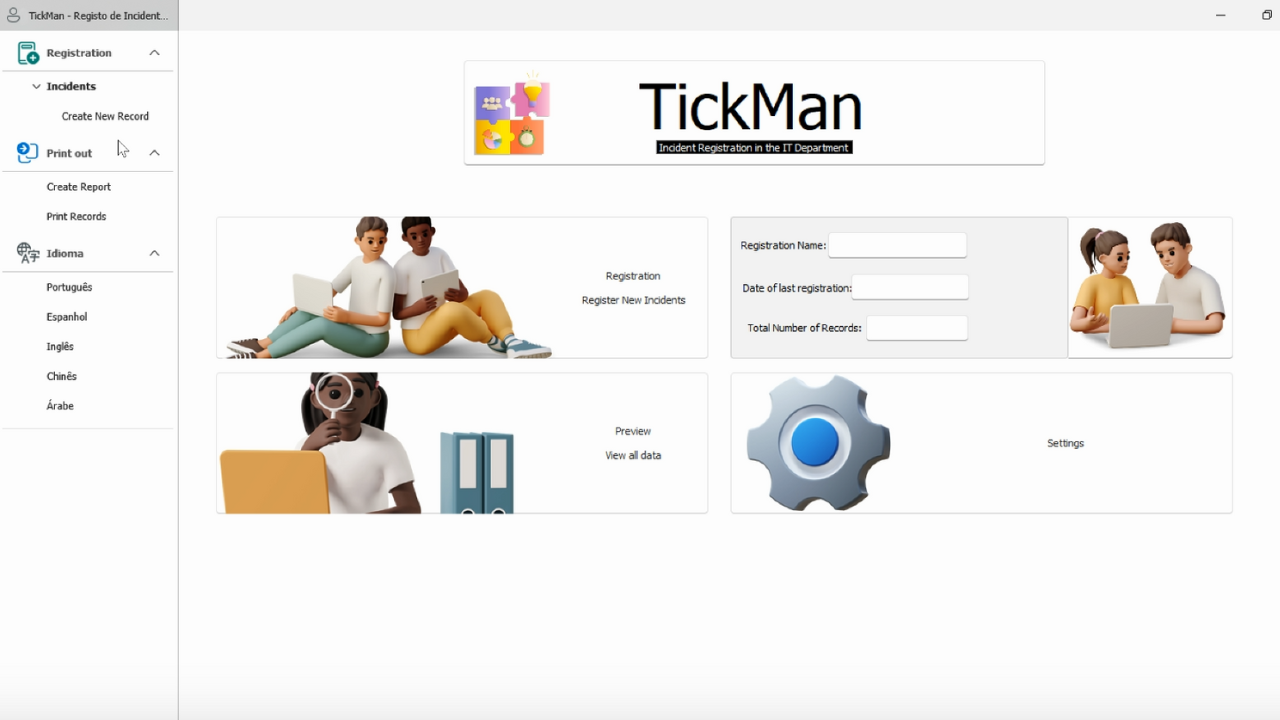 TickMan - Registo de Incident...
Registration
Incidents
Create New Record
Print out
Create Report
Print Records
Idioma
Português
Espanhol
Inglês
Chinês
Árabe
TickMan
Incident Registration in the IT Department
Registration
Register New Incidents
Registration Name:
Date of last registration:
Total Number of Records:
Preview
View all data
Settings